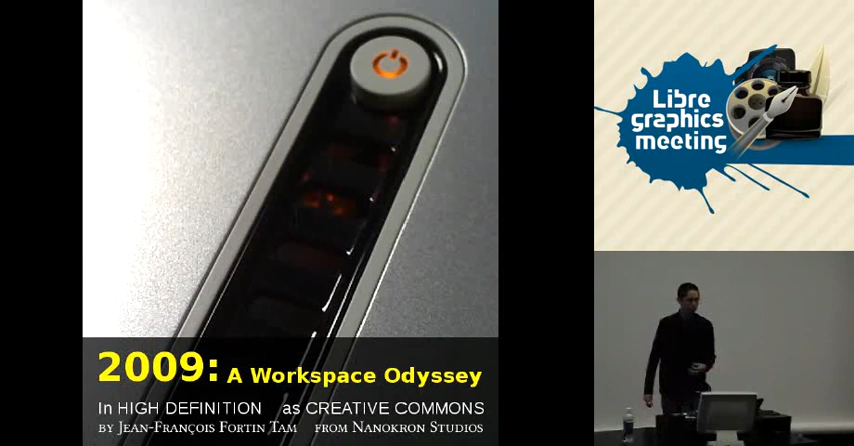 2009: A Workspace Odyssey
In HIGH DEFINITION as CREATIVE COMMONS
BY JEAN-FRANÇOIS FORTIN TAM FROM NANOKRON STUDIOS
Libre
graphics
meeting